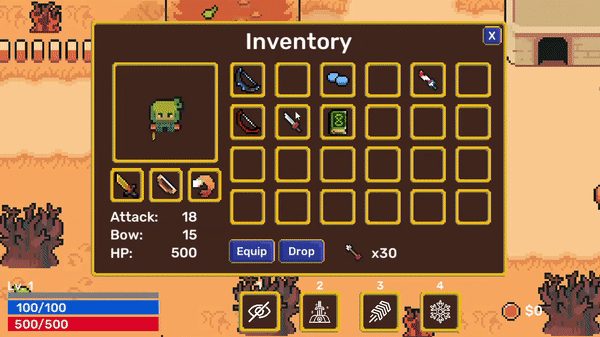 Inventory
X
Attack: 18
Bow: 15
HP: 500
Equip
Drop
x30
Lv. 1
100/100
500/500
2
3
4
$0